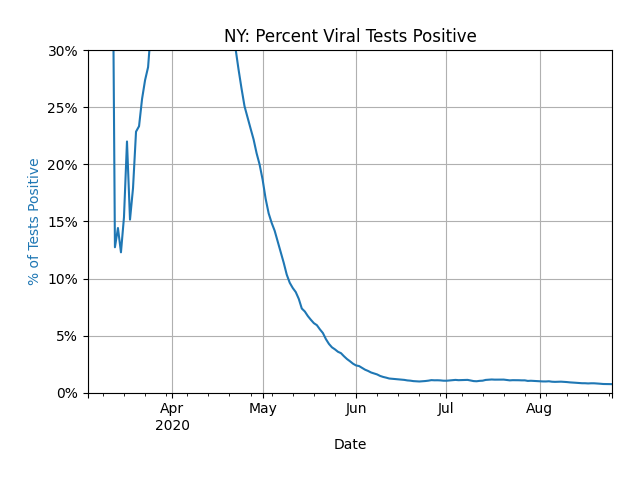 NY: Percent Viral Tests Positive
30%
25%
20%
15%
10%
5%
0%
% of Tests Positive
Apr
2020
May
Jun
Jul
Aug
Date